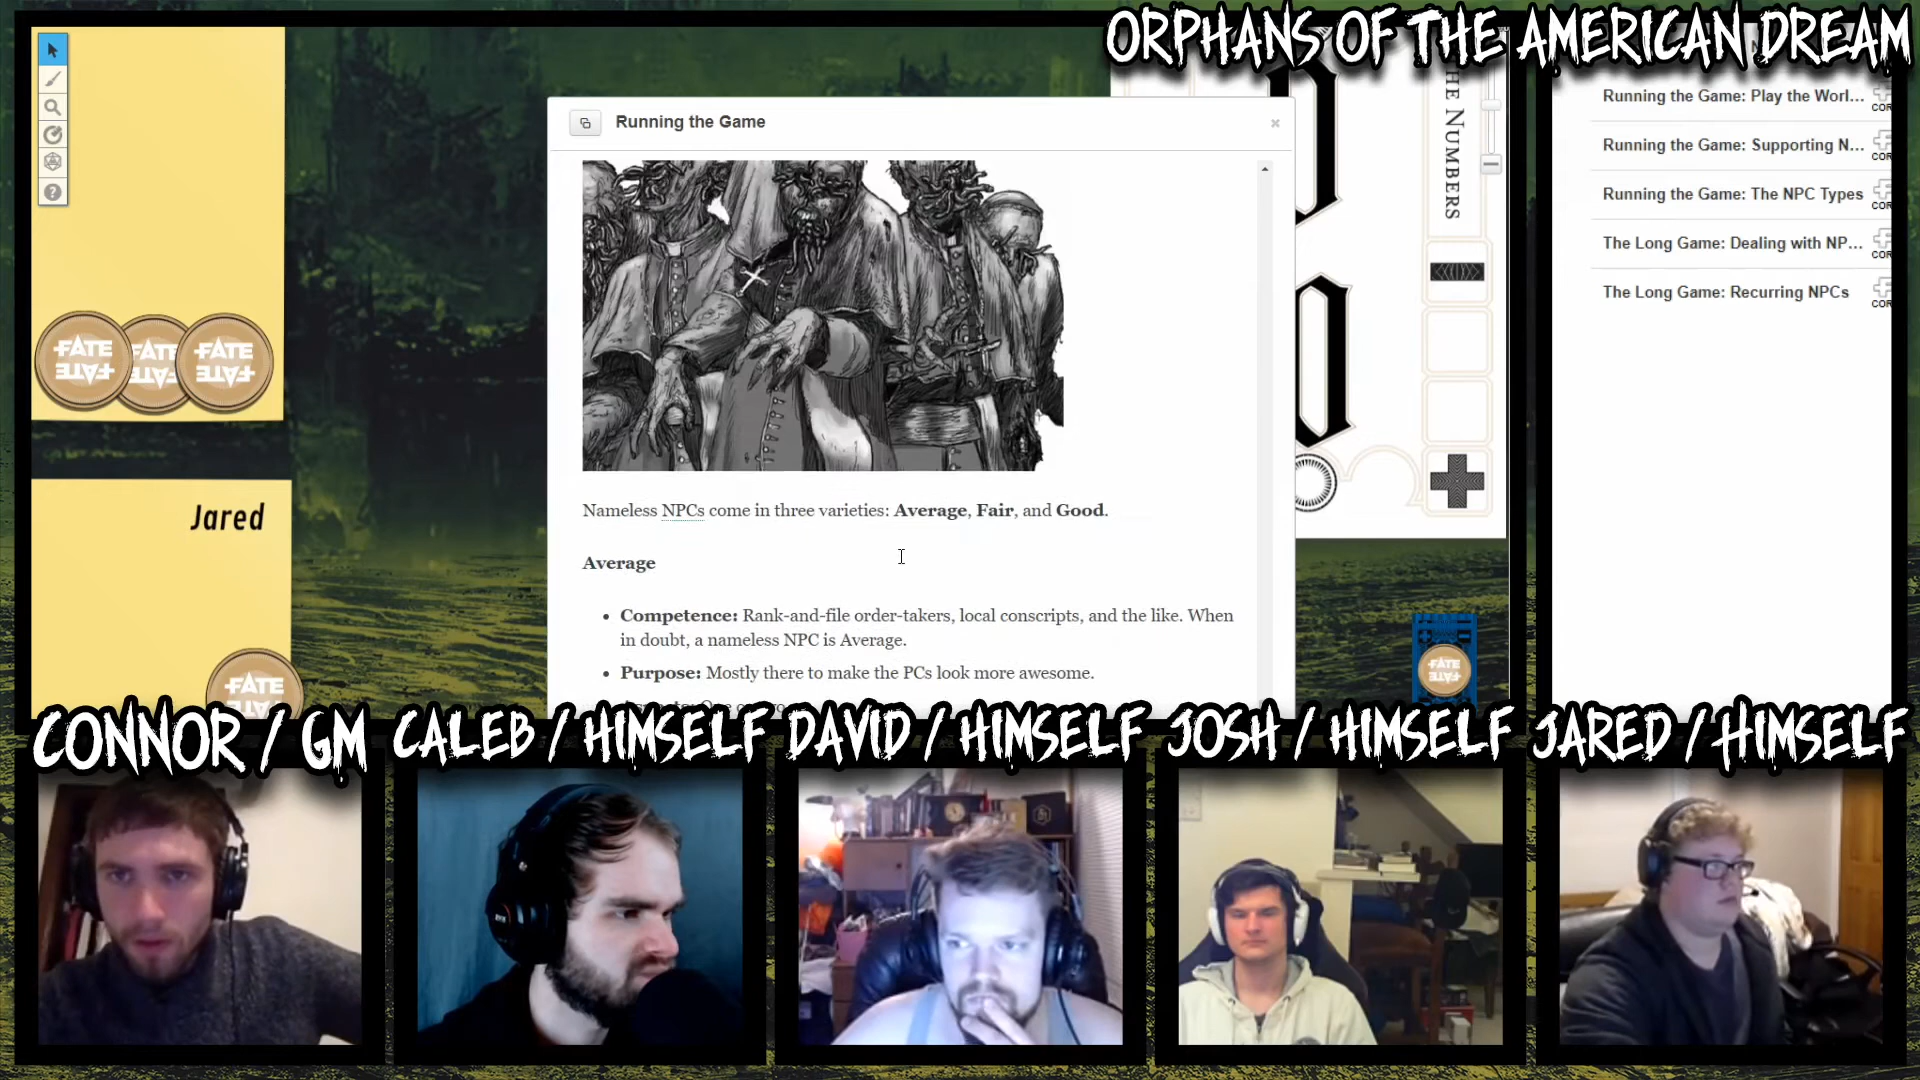 ORPHANS OF THE AMERICAN DREAM
Running the Game
Running the Game: Play the Worl...
Running the Game: Supporting N...
Running the Game: The NPC Types
The Long Game: Dealing with NP...
The Long Game: Recurring NPCs
HE NUMBERS
FATE
FATE
FATE
Jared
FATE
FATE
Nameless NPCs come in three varieties: Average, Fair, and Good.
Average
• Competence: Rank-and-file order-takers, local conscripts, and the like. When
in doubt, a nameless NPC is Average.
• Purpose: Mostly there to make the PCs look more awesome.
CONNOR / GM
CALEB / HIMSELF
DAVID / HIMSELF
JOSH / HIMSELF
JARED / HIMSELF